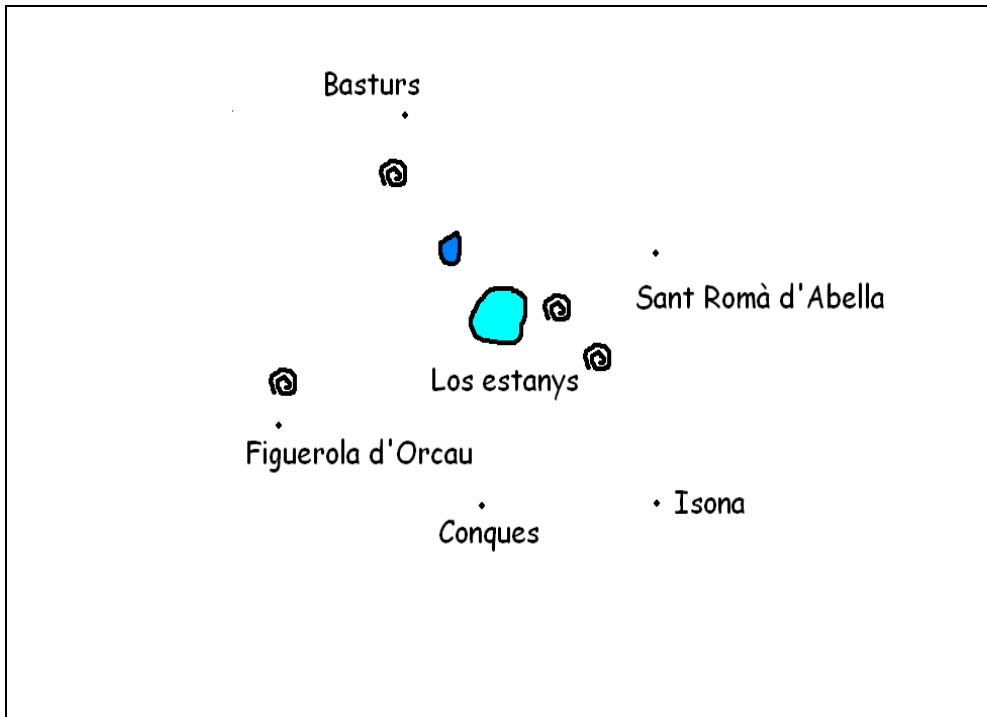 Basturs
Sant Romà d'Abella
Los estanys
Figuerola d'Orcau
Isona
Conques